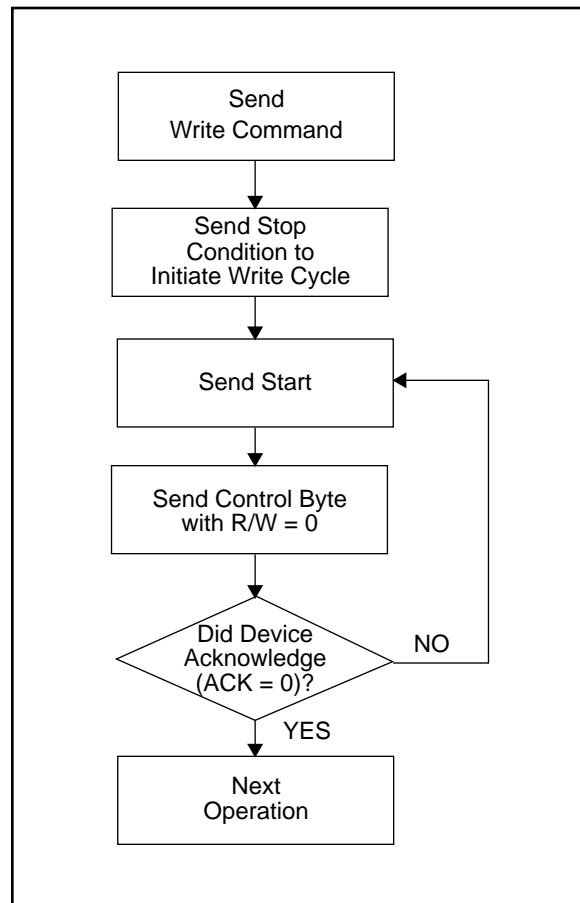 Send
Write Command
Send Stop
Condition to
Initiate Write Cycle
Send Start
Send Control Byte
with R/W = 0
Did Device
Acknowledge
(ACK = 0)?
NO
YES
Next
Operation